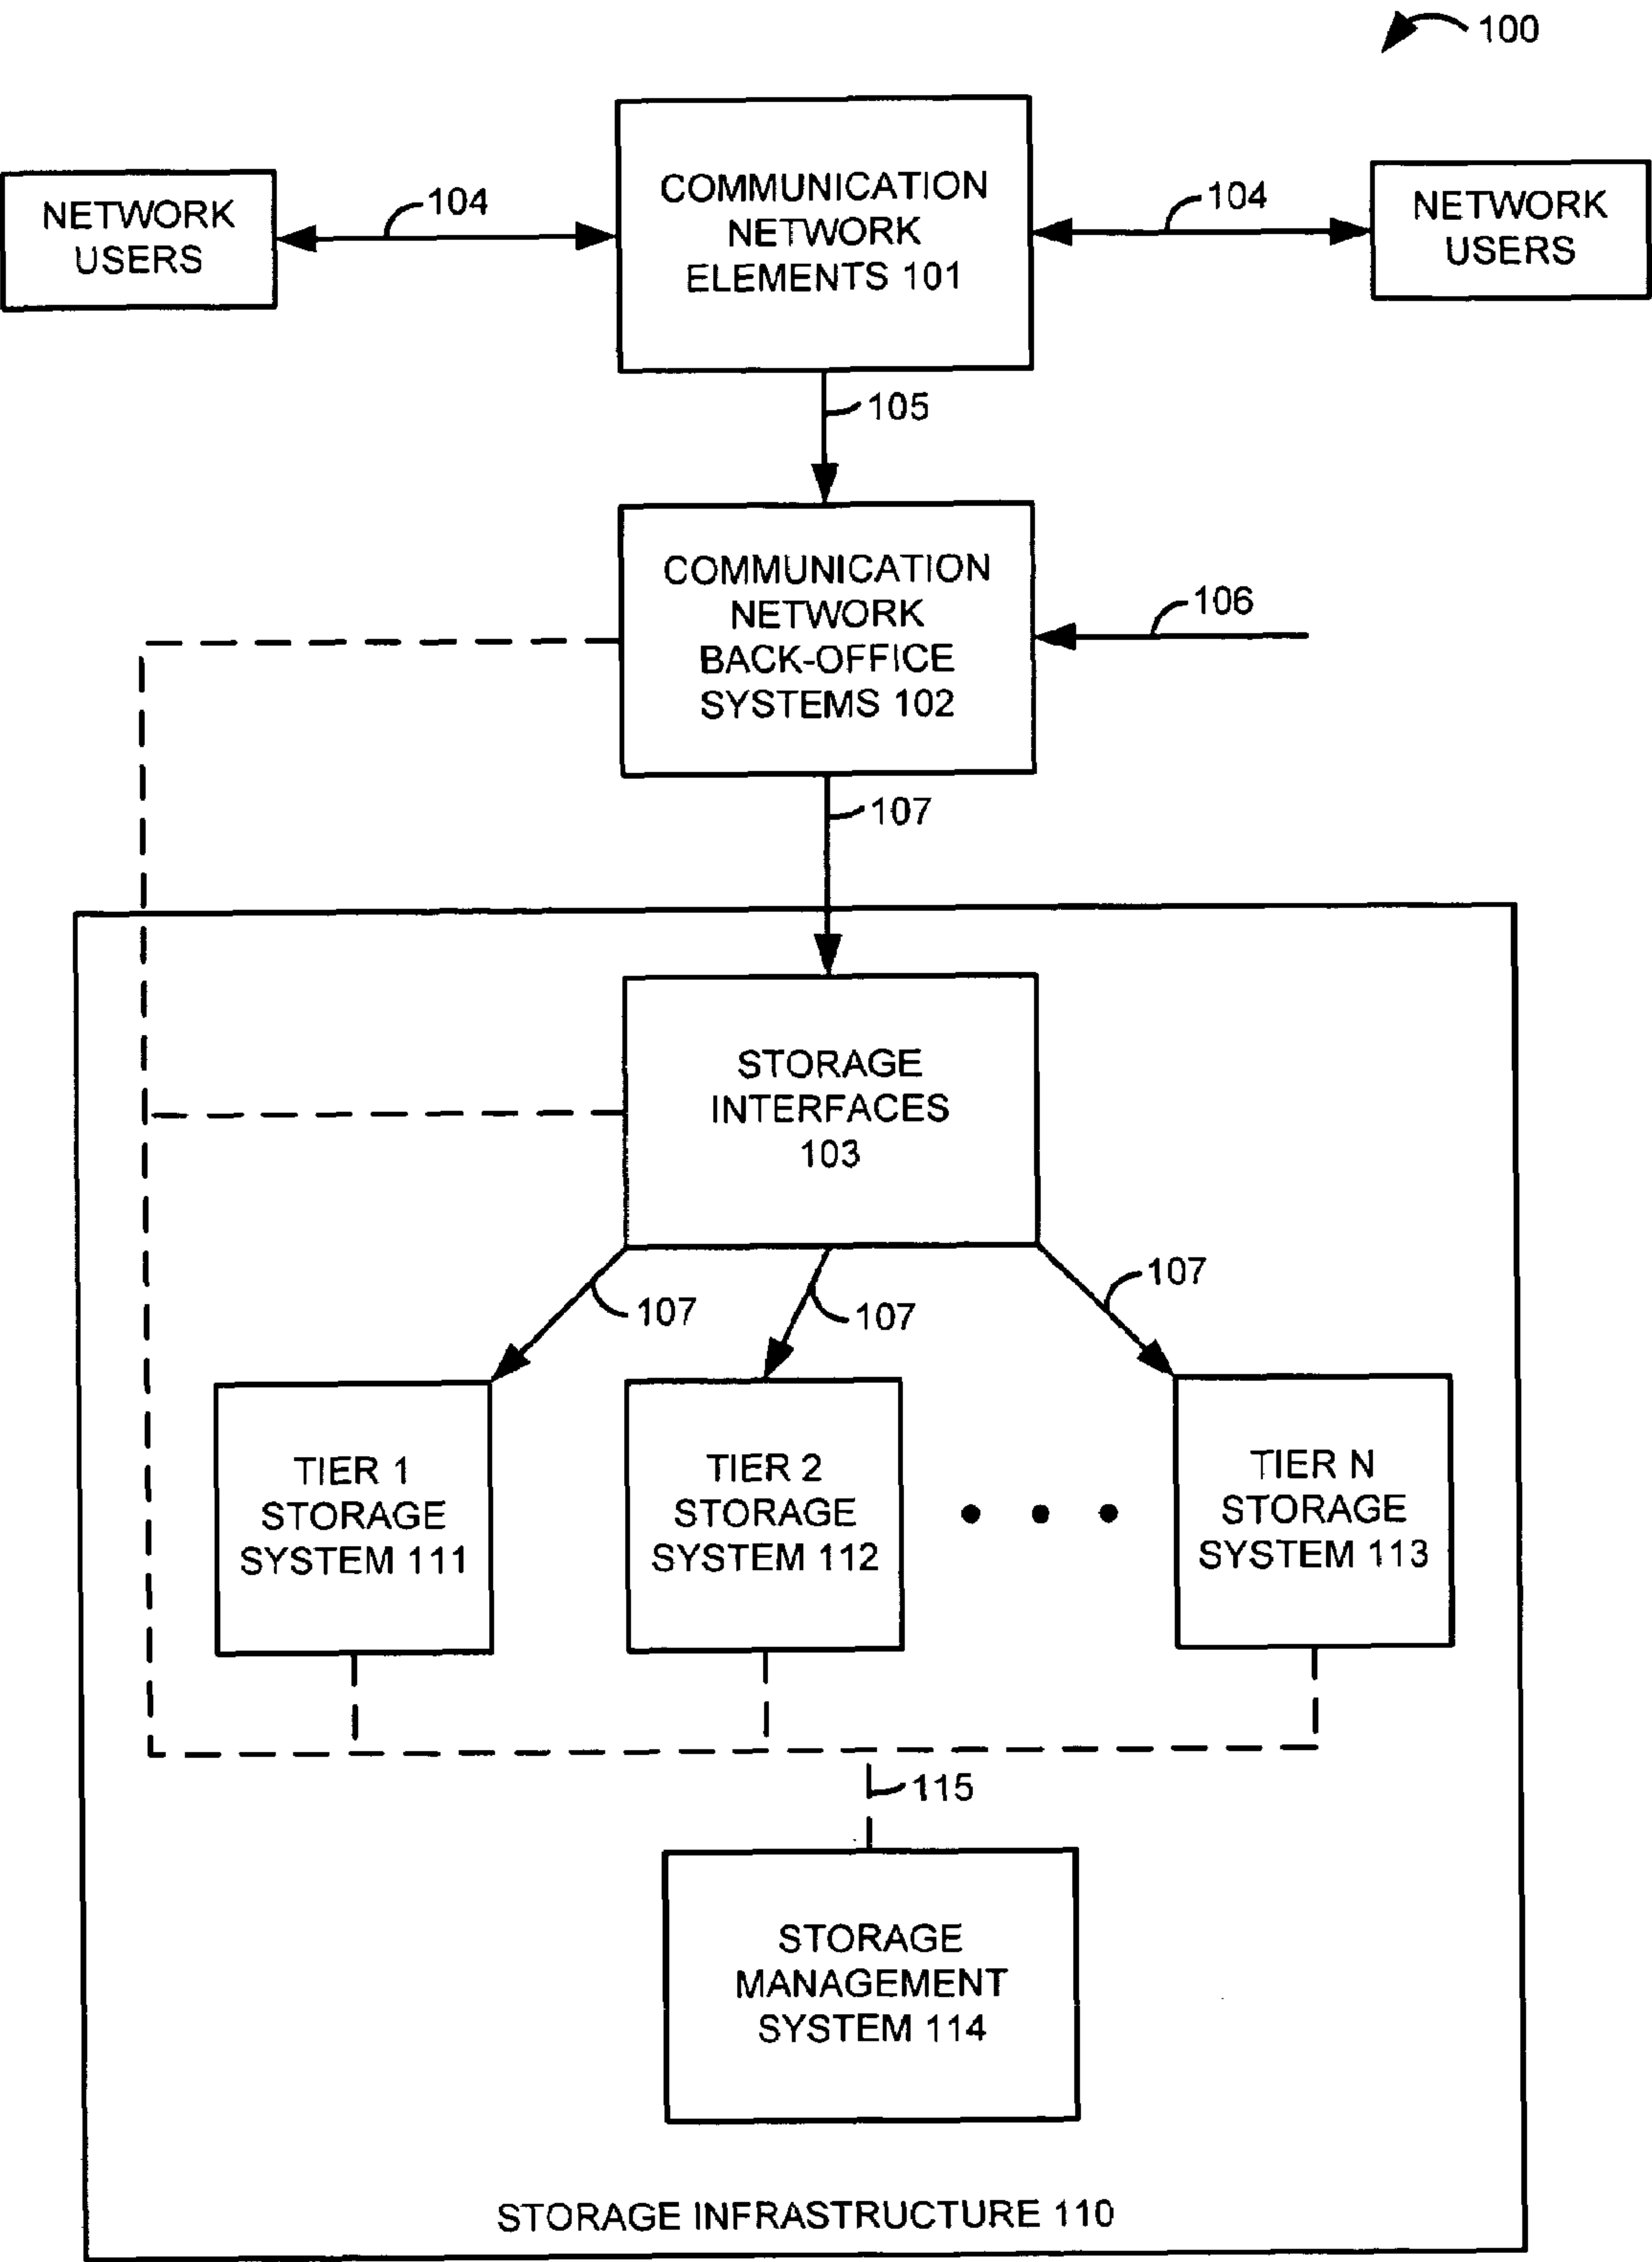 100
COMMUNICATION
NETWORK
ELEMENTS 101
NETWORK
USERS
104
104
NETWORK
USERS
105
COMMUNICATION
NETWORK
BACK-OFFICE
SYSTEMS 102
106
107
STORAGE
INTERFACES
103
107
107
107
TIER 1
STORAGE
SYSTEM 111
TIER 2
STORAGE
SYSTEM 112
TIER N
STORAGE
SYSTEM 113
115
STORAGE
MANAGEMENT
SYSTEM 114
STORAGE INFRASTRUCTURE 110